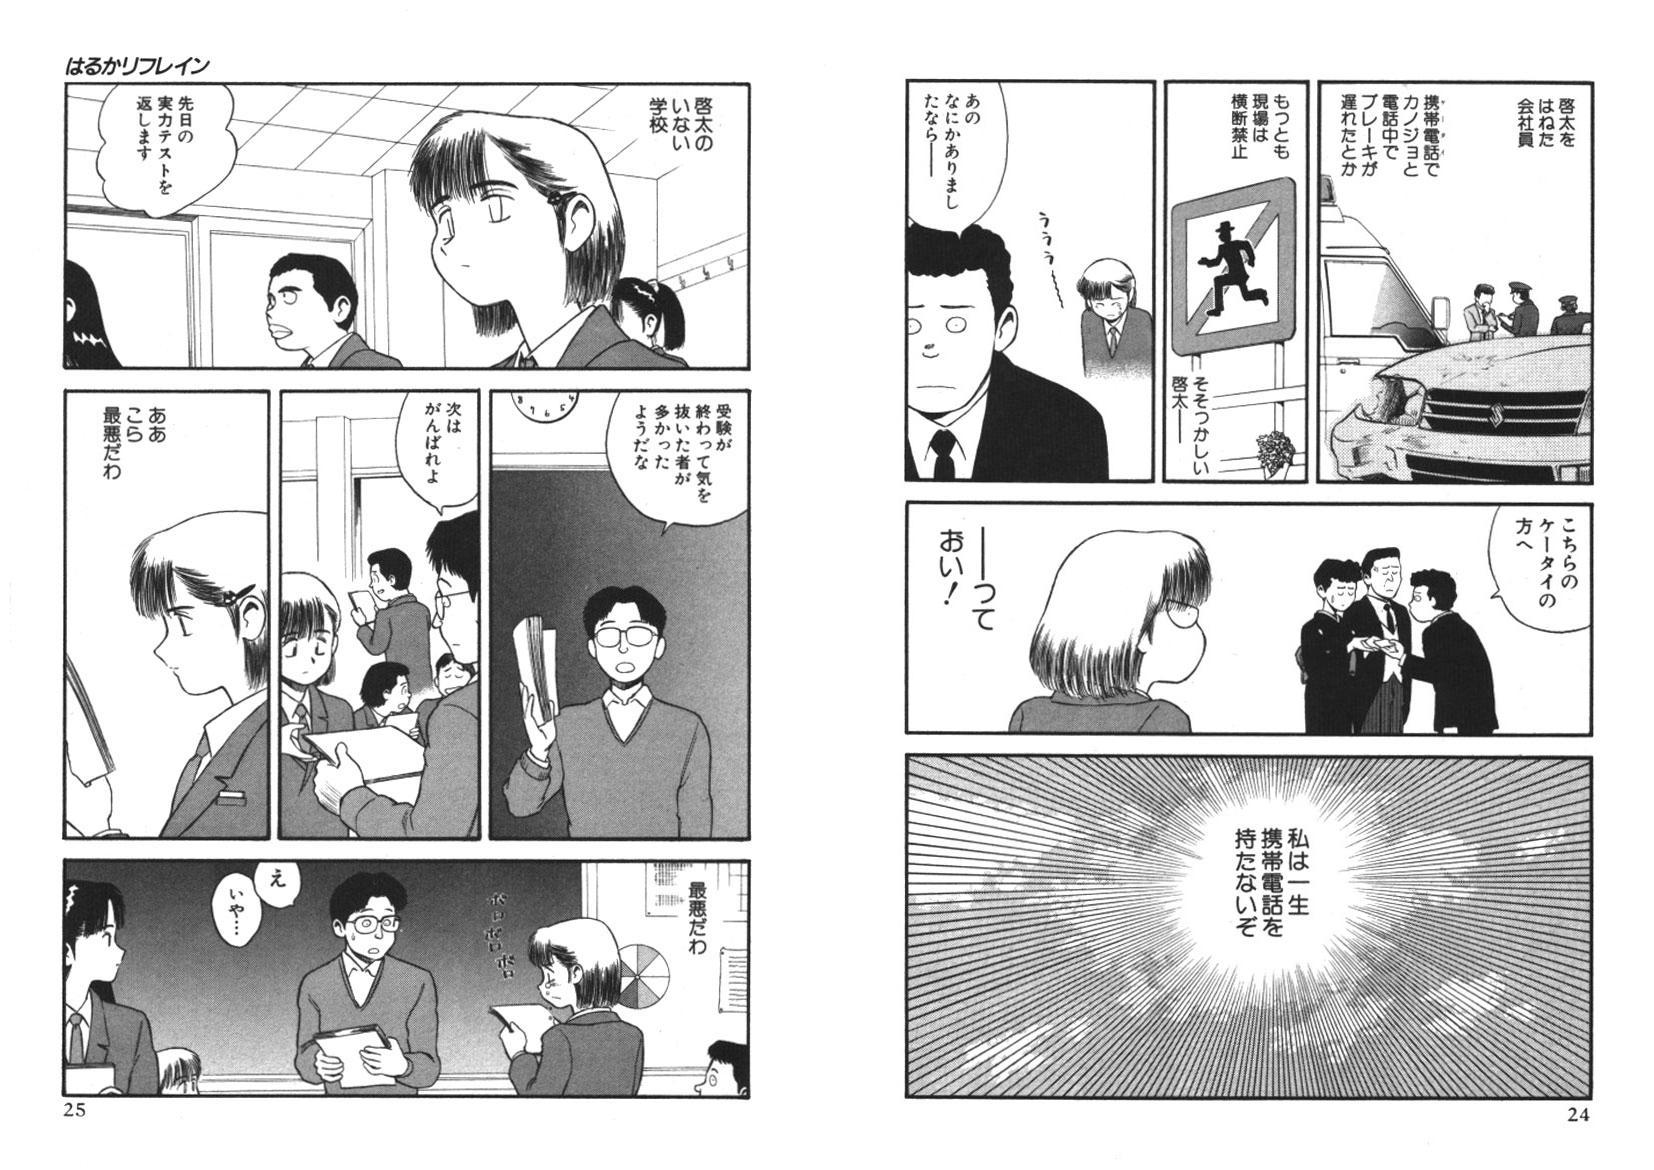 啓太を
はねた
会社員
携帯電話で
カノジョと
電話中で
ブレーキが
遅れたとか
もっとも
現場は
横断禁止
そそっかしい
啓太――
あの
なにかありまし
たなら――
ううう〜
こちらの
ケータイの
方へ
――って
おい!
私は一生
携帯電話を
持たないぞ
24
はるかリフレイン
啓太の
いない
学校
先日の
実力テストを
返します
受験が
終わって気を
抜いた者が
多かった
ようだな
8 7 6 5 4
次は
がんばれよ
ああ
こら
最悪だわ
最悪だわ
ボロ
ボロ
ボロ
え
いや…
25